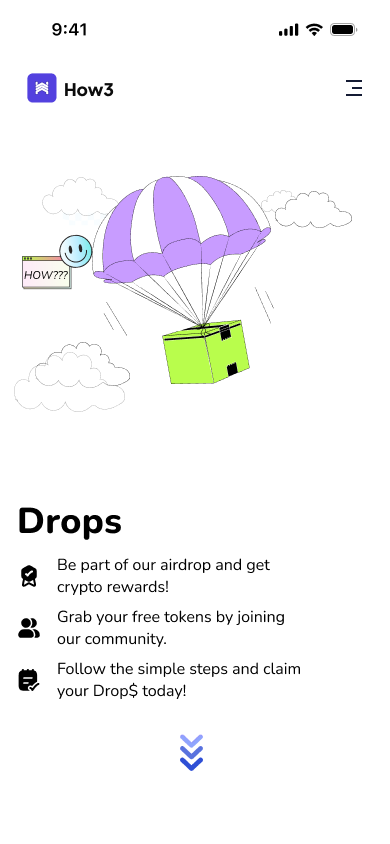 9:41
How3
HOW???
Drops
Be part of our airdrop and get
crypto rewards!
Grab your free tokens by joining
our community.
Follow the simple steps and claim
your Drop$ today!